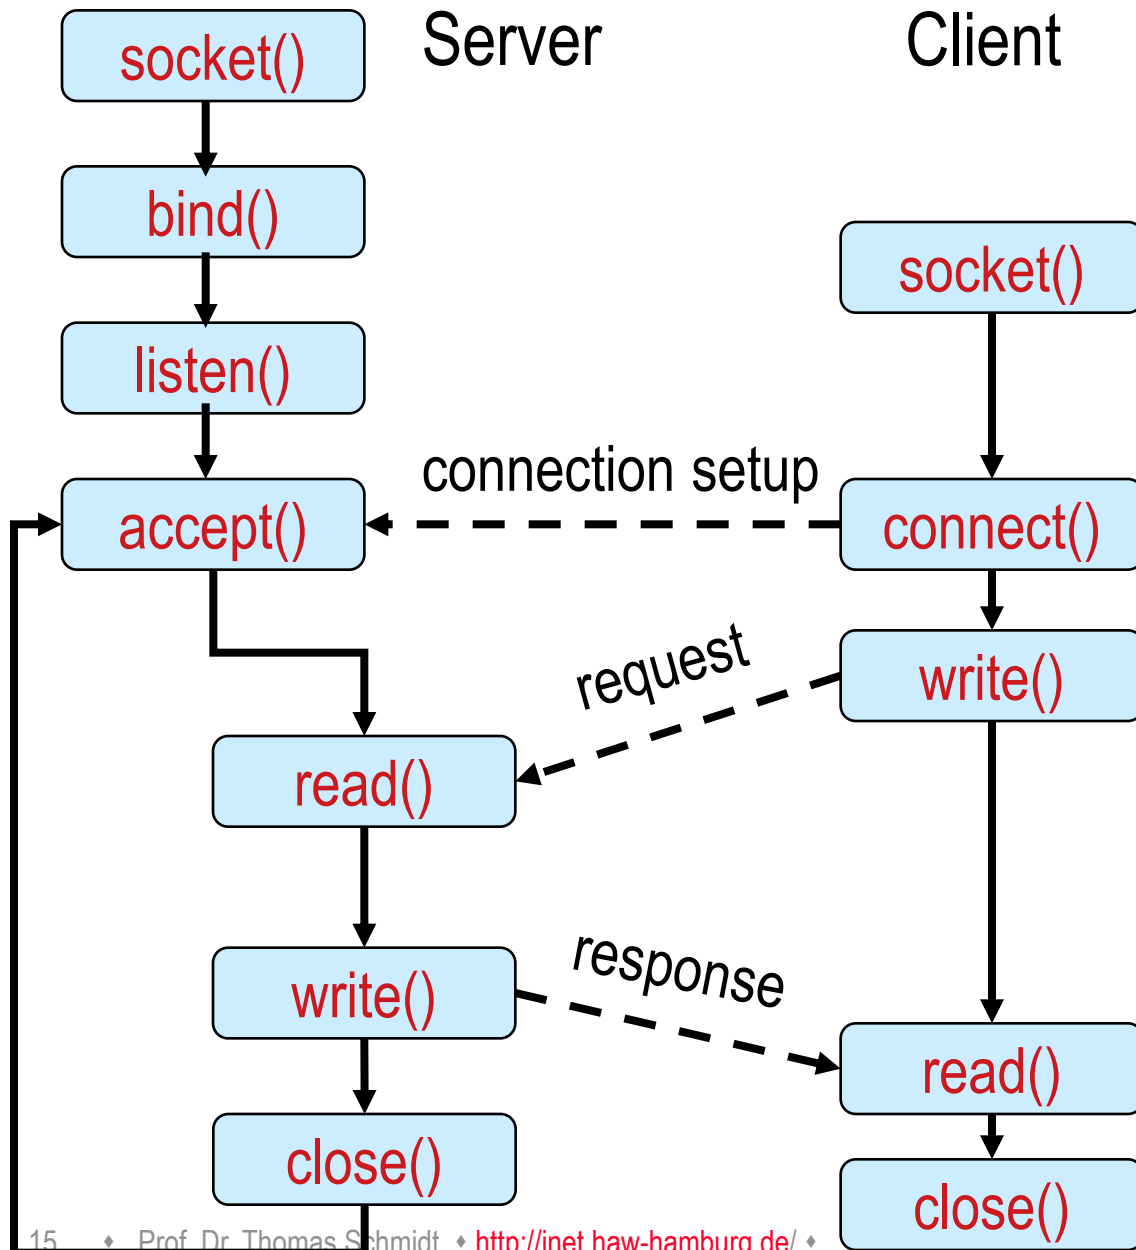 Server
Client
socket()
bind()
listen()
accept()
read()
write()
close()
connection setup
request
response
socket()
connect()
write()
read()
close()
15 ♦ Prof. Dr. Thomas Schmidt ♦ http://inet.haw-hamburg.de/ ♦